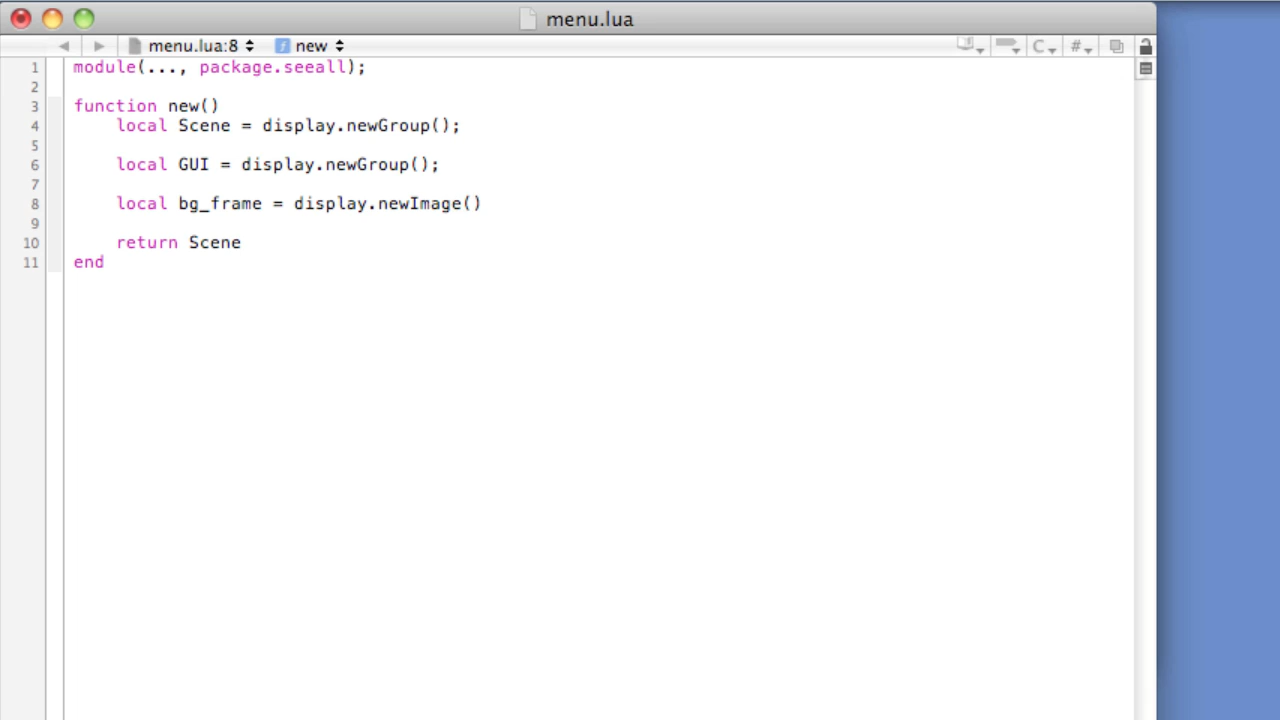 menu.lua
menu.lua:8 f new C # 
1 module(..., package.seeall);
2
3 function new()
4 local Scene = display.newGroup();
5
6 local GUI = display.newGroup();
7
8 local bg_frame = display.newImage()
9
10 return Scene
11 end